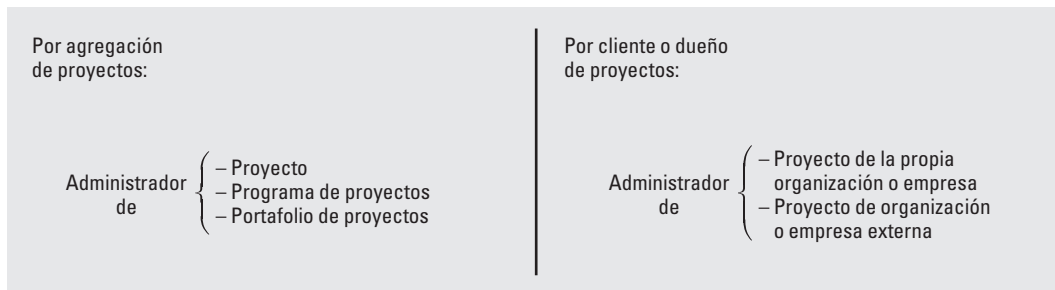 Por agregación
de proyectos:
Administrador
de
– Proyecto
– Programa de proyectos
– Portafolio de proyectos
Por cliente o dueño
de proyectos:
Administrador
de
– Proyecto de la propia
organización o empresa
– Proyecto de organización
o empresa externa